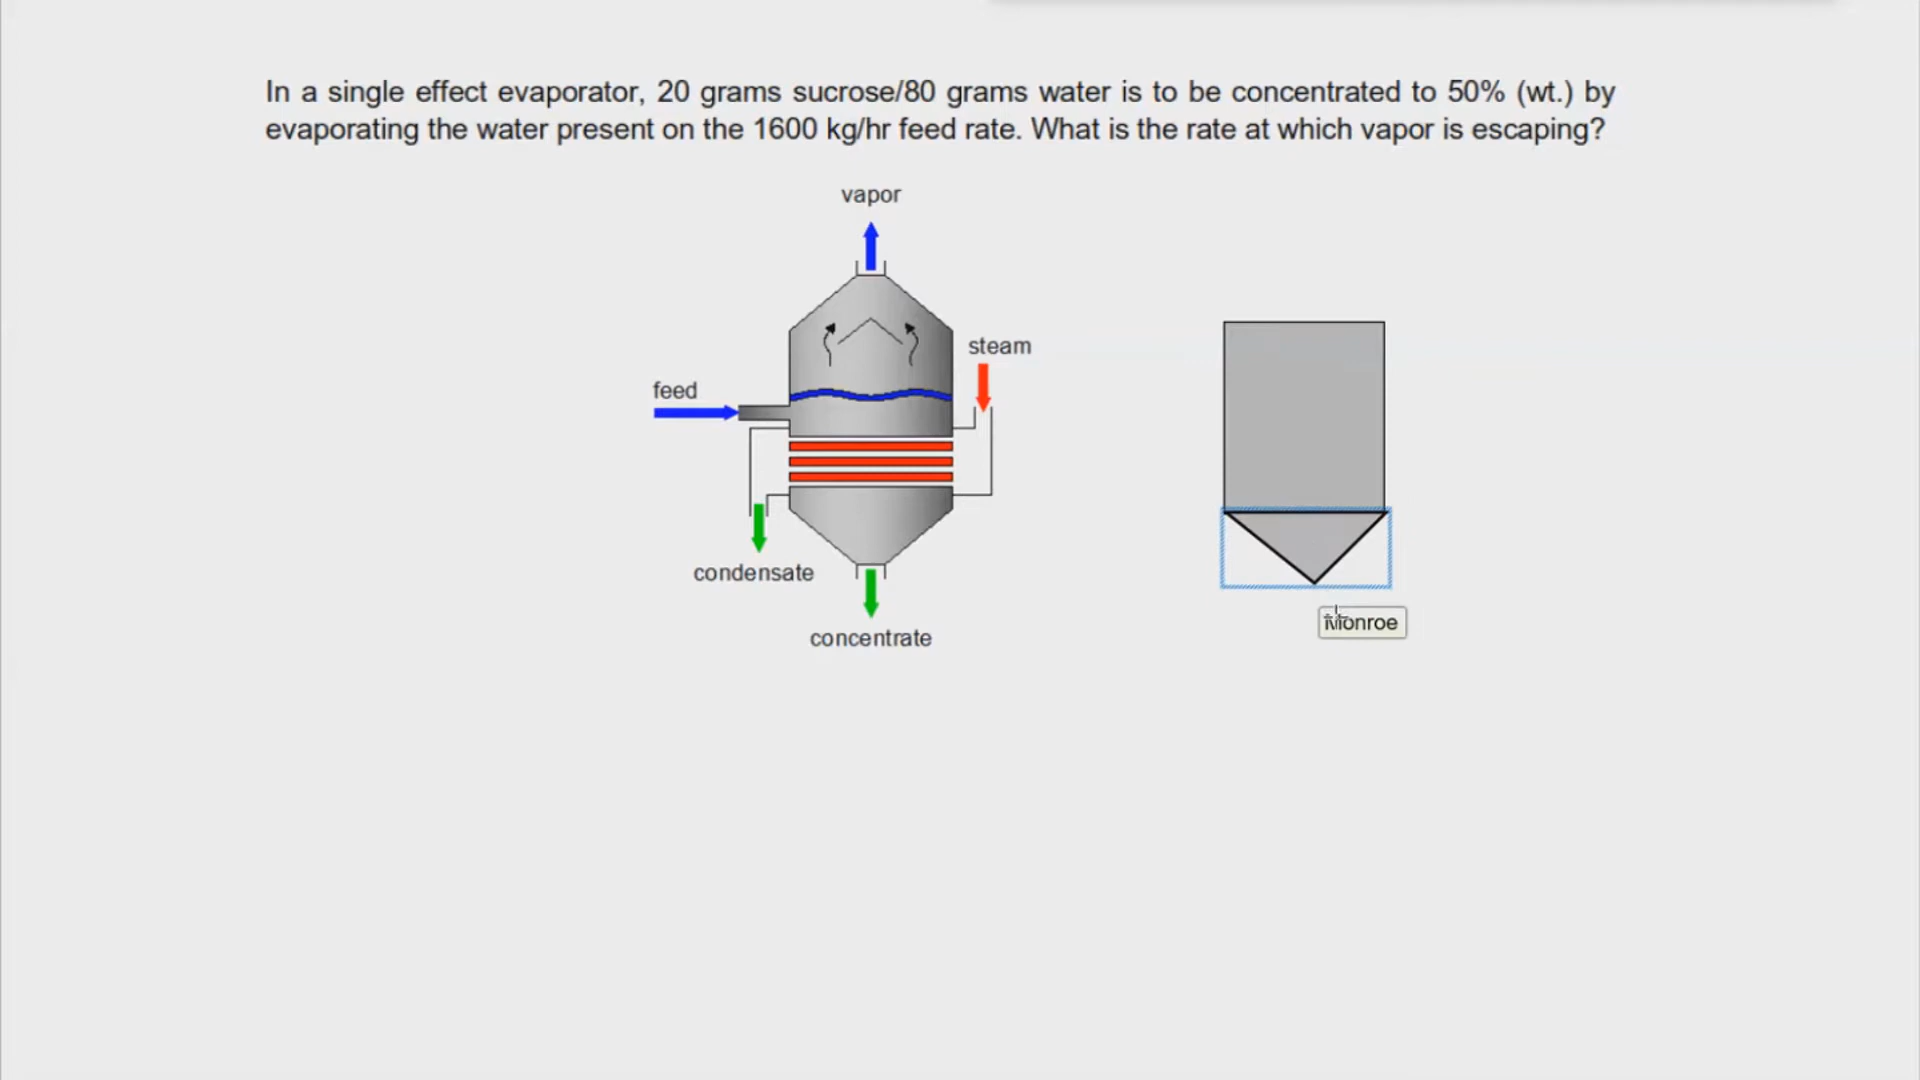 In a single effect evaporator, 20 grams sucrose/80 grams water is to be concentrated to 50% (wt.) by
evaporating the water present on the 1600 kg/hr feed rate. What is the rate at which vapor is escaping?
vapor
steam
feed
condensate
Monroe
concentrate